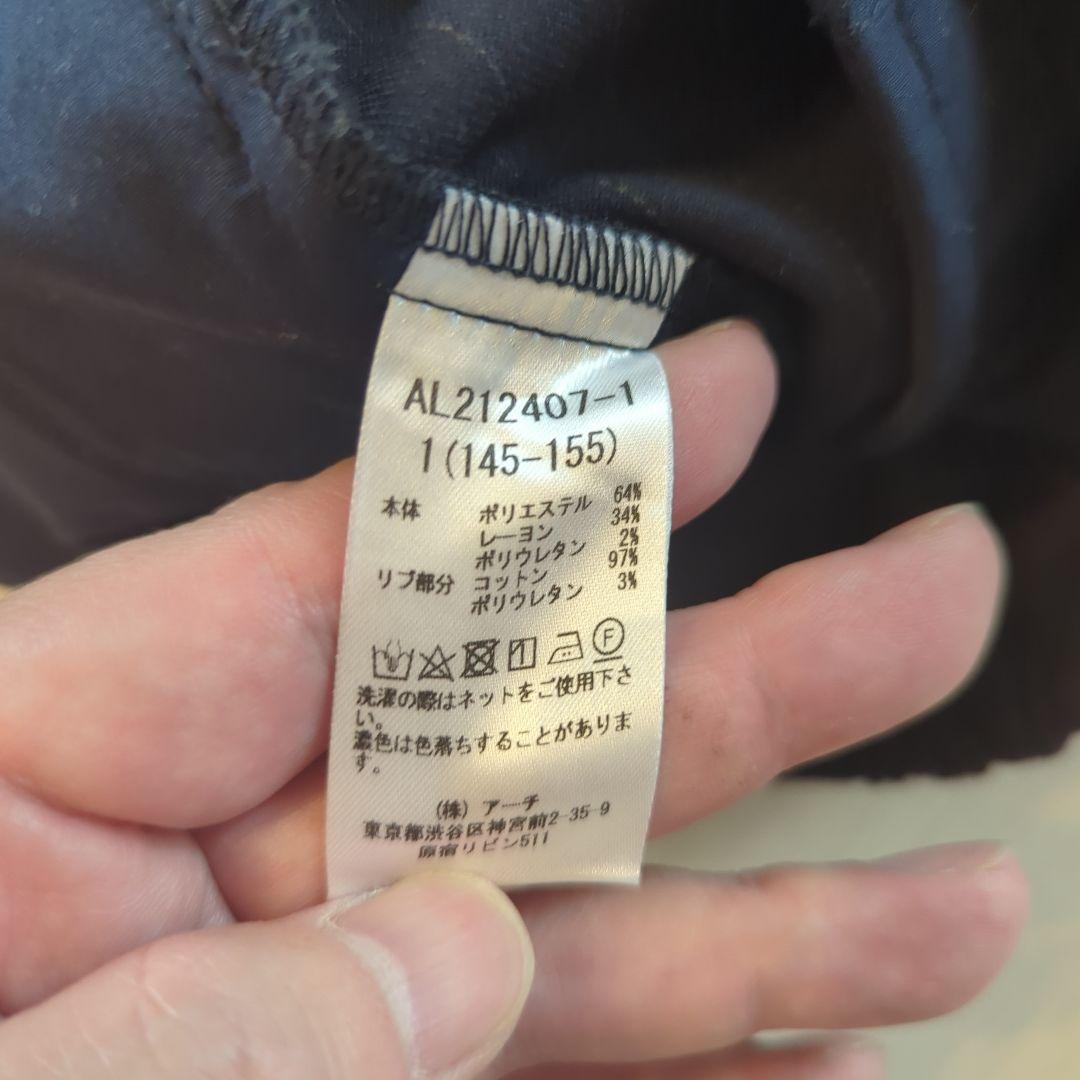 AL212407-1
1(145-155)
本体 ポリエステル 64%
レーヨン 34%
ポリウレタン 2%
リブ部分 コットン 97%
ポリウレタン 3%
F
洗濯の際はネットをご使用下さ
い。
濃色は色落ちすることがありま
す。
(株) アーチ
東京都渋谷区神宮前2-35-9
原宿リビン511